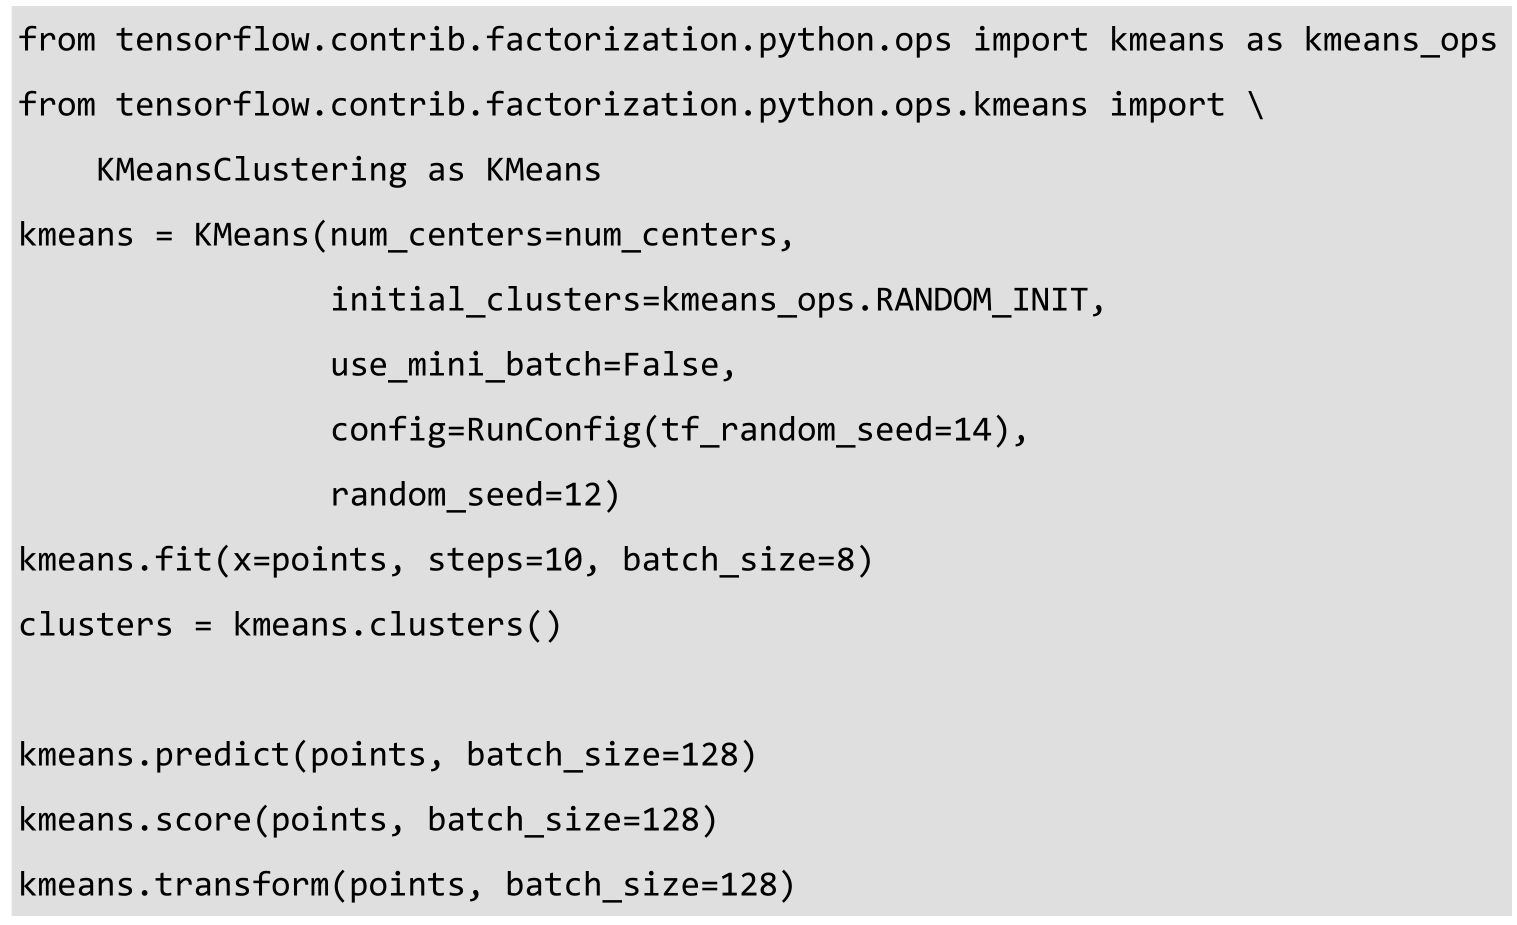 from tensorflow.contrib.factorization.python.ops import kmeans as kmeans_ops
from tensorflow.contrib.factorization.python.ops.kmeans import \
    KMeansClustering as KMeans
kmeans = KMeans(num_centers=num_centers,
                initial_clusters=kmeans_ops.RANDOM_INIT,
                use_mini_batch=False,
                config=RunConfig(tf_random_seed=14),
                random_seed=12)
kmeans.fit(x=points, steps=10, batch_size=8)
clusters = kmeans.clusters()

kmeans.predict(points, batch_size=128)
kmeans.score(points, batch_size=128)
kmeans.transform(points, batch_size=128)